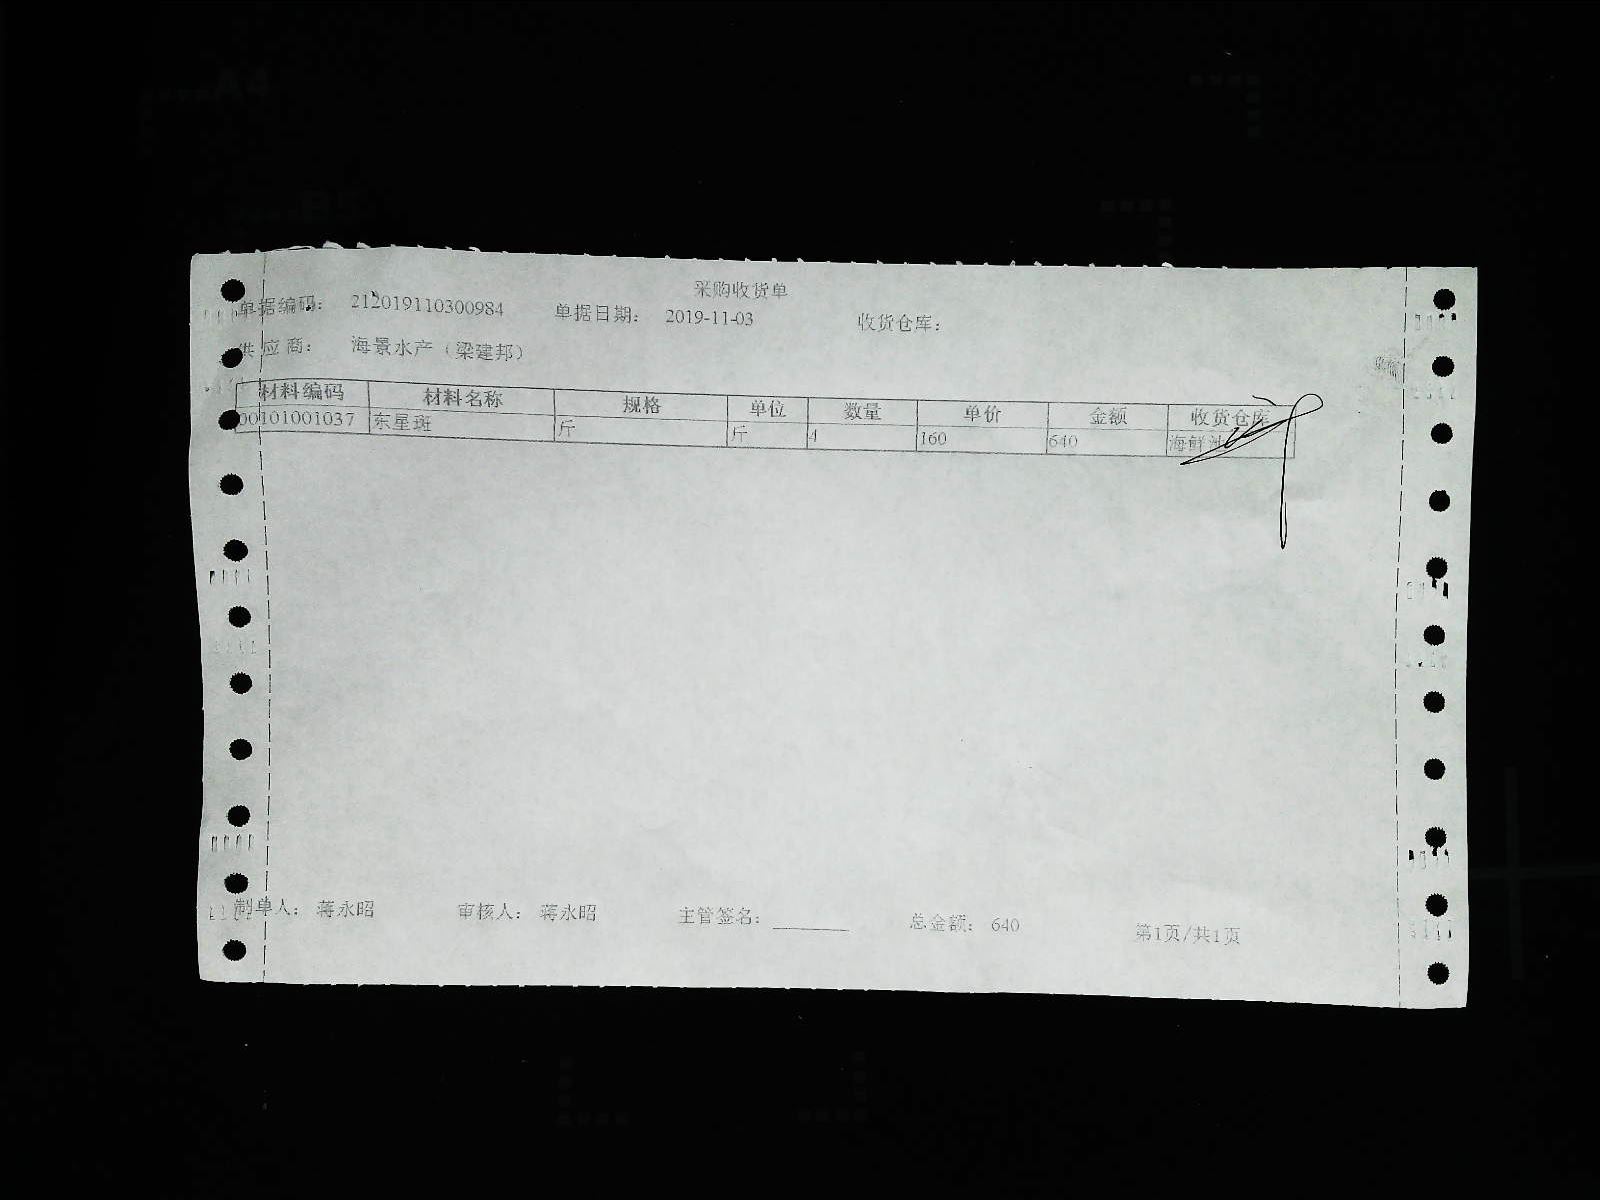 采购收货单
单据编码： 212019110300984 单据日期： 2019-11-03 收货仓库：
供应商： 海景水产（梁建邦）
材料编码 材料名称 规格 单位 数量 单价 金额 收货仓库
00101001037 东星斑 斤 斤 4 160 640 海鲜池
制单人： 蒋永昭 审核人： 蒋永昭 主管签名： 总金额： 640 第1页/共1页